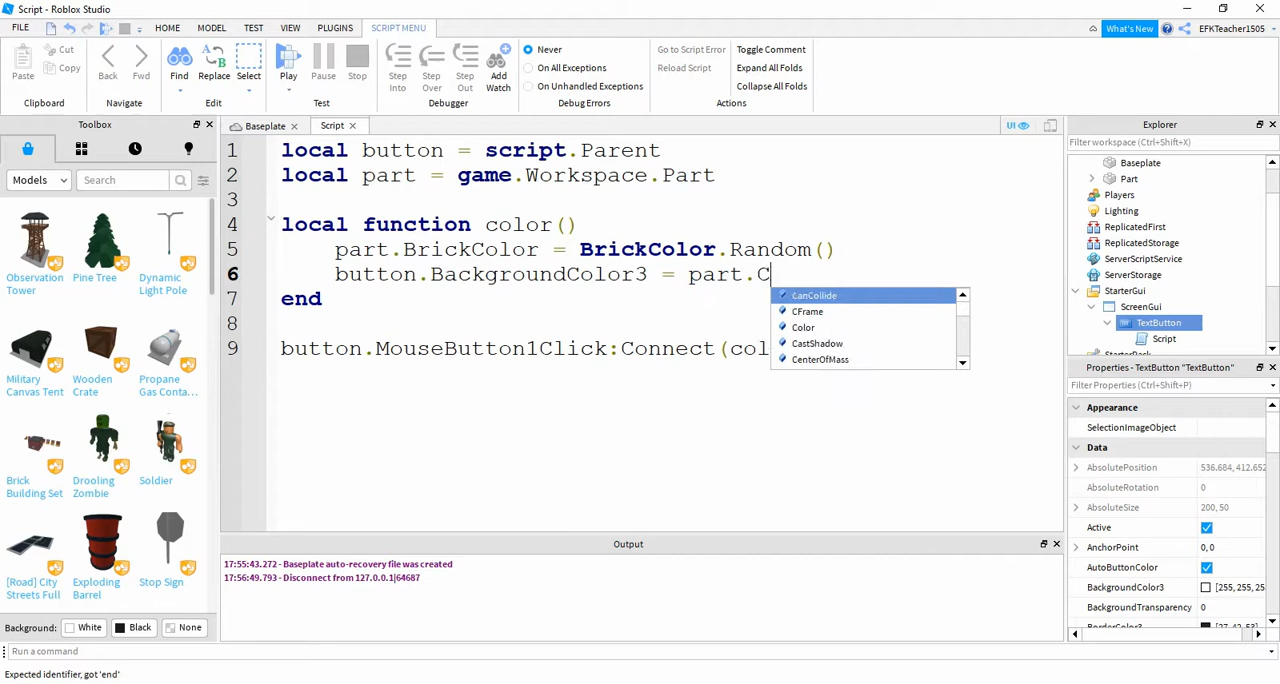 Script - Roblox Studio
FILE
HOME
MODEL
TEST
VIEW
PLUGINS
SCRIPT MENU
What's New
EFKTeacher1505
Paste
Cut
Copy
Clipboard
Back
Fwd
Navigate
Find
Replace
Select
Edit
Play
Pause
Stop
Test
Step Into
Step Over
Step Out
Add Watch
Debugger
Never
On All Exceptions
On Unhandled Exceptions
Debug Errors
Go to Script Error
Reload Script
Toggle Comment
Expand All Folds
Collapse All Folds
Actions
Toolbox
Models
Search
Observation Tower
Pine Tree
Dynamic Light Pole
Military Canvas Tent
Wooden Crate
Propane Gas Conta...
Brick Building Set
Drooling Zombie
Soldier
[Road] City Streets Full
Exploding Barrel
Stop Sign
Background:
White
Black
None
Baseplate
Script
UI
1 local button = script.Parent
2 local part = game.Workspace.Part
3
4 local function color()
5 part.BrickColor = BrickColor.Random()
6 button.BackgroundColor3 = part.C
7 end
8
9 button.MouseButton1Click:Connect(col
CanCollide
CFrame
Color
CastShadow
CenterOfMass
Output
17:55:43.272 - Baseplate auto-recovery file was created
17:56:49.793 - Disconnect from 127.0.0.1|64687
Explorer
Filter workspace (Ctrl+Shift+X)
Baseplate
Part
Players
Lighting
ReplicatedFirst
ReplicatedStorage
ServerScriptService
ServerStorage
StarterGui
ScreenGui
TextButton
Script
StarterPack
Properties - TextButton "TextButton"
Filter Properties (Ctrl+Shift+P)
Appearance
SelectionImageObject
Data
AbsolutePosition 536.684, 412.652
AbsoluteRotation 0
AbsoluteSize 200, 50
Active
AnchorPoint 0, 0
AutoButtonColor
BackgroundColor3 [255, 255, 25
BackgroundTransparency 0
BorderColor3 [27, 42, 53]
Run a command
Expected identifier, got 'end'